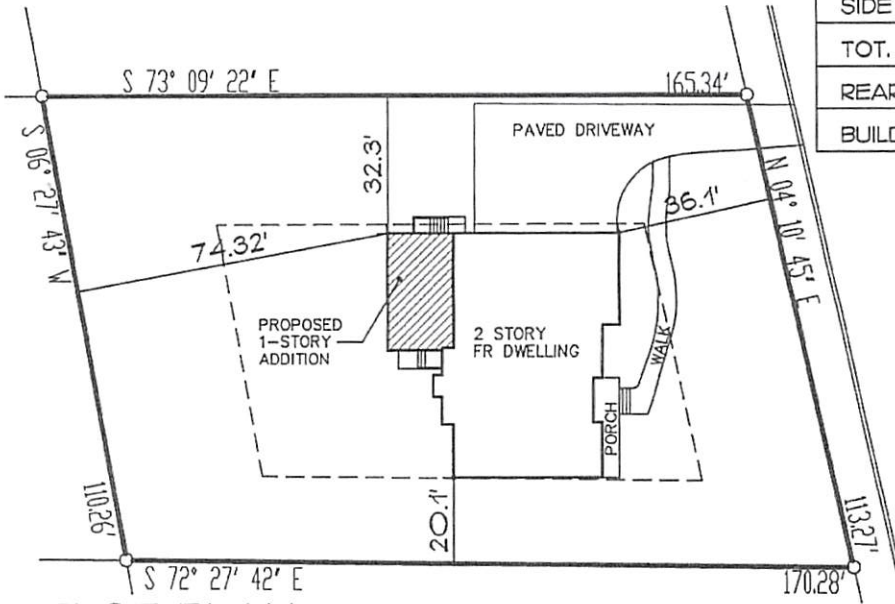 SIDE
TOT.
REAR
BUILD
S 73° 09' 22" E
165.34'
PAVED DRIVEWAY
32.3'
S 06° 27' 43" W
N 04° 10' 45" E
36.1'
74.32'
PROPOSED
1-STORY
ADDITION
2 STORY
FR DWELLING
WALK
PORCH
20.1'
110.26'
113.27'
S 72° 27' 42" E
170.28'